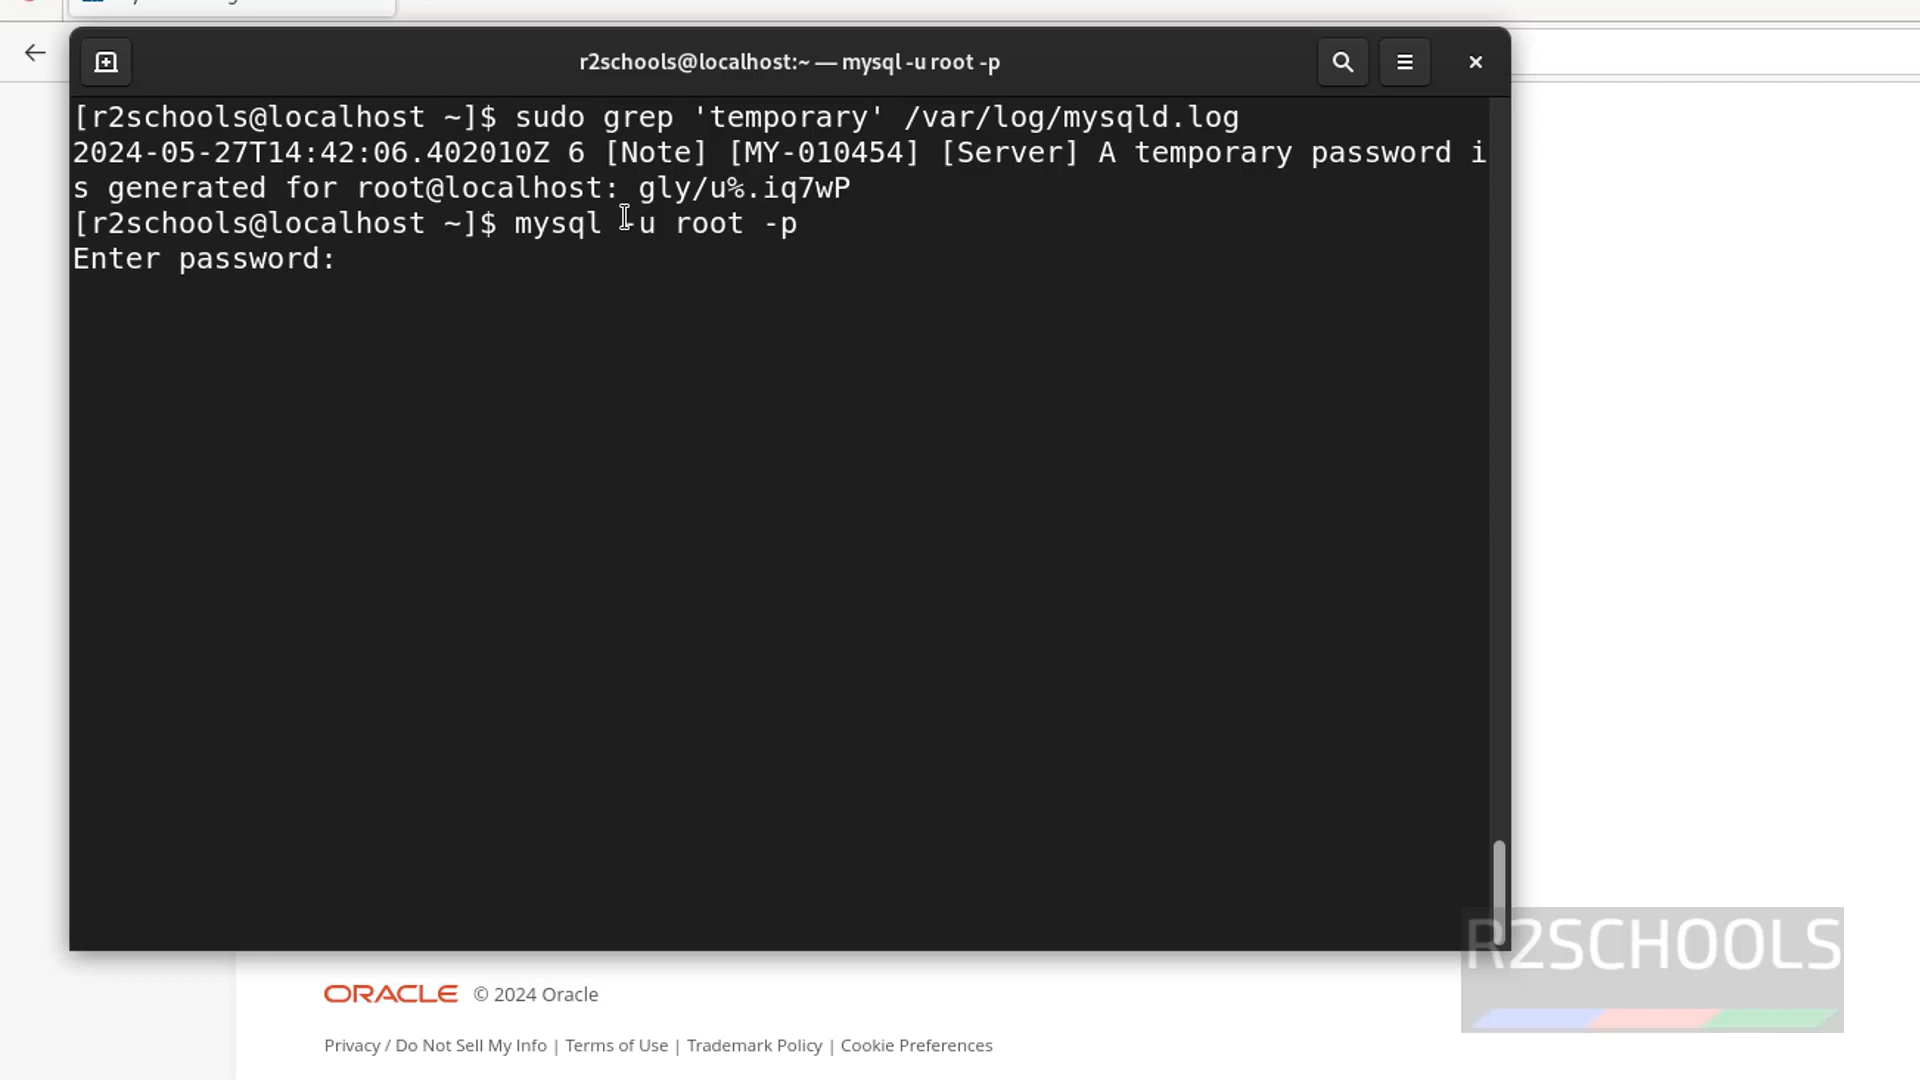 r2schools@localhost:~ — mysql -u root -p
[r2schools@localhost ~]$ sudo grep 'temporary' /var/log/mysqld.log
2024-05-27T14:42:06.402010Z 6 [Note] [MY-010454] [Server] A temporary password i
s generated for root@localhost: gly/u%.iq7wP
[r2schools@localhost ~]$ mysql -u root -p
Enter password:
R2SCHOOLS
ORACLE © 2024 Oracle
Privacy / Do Not Sell My Info | Terms of Use | Trademark Policy | Cookie Preferences